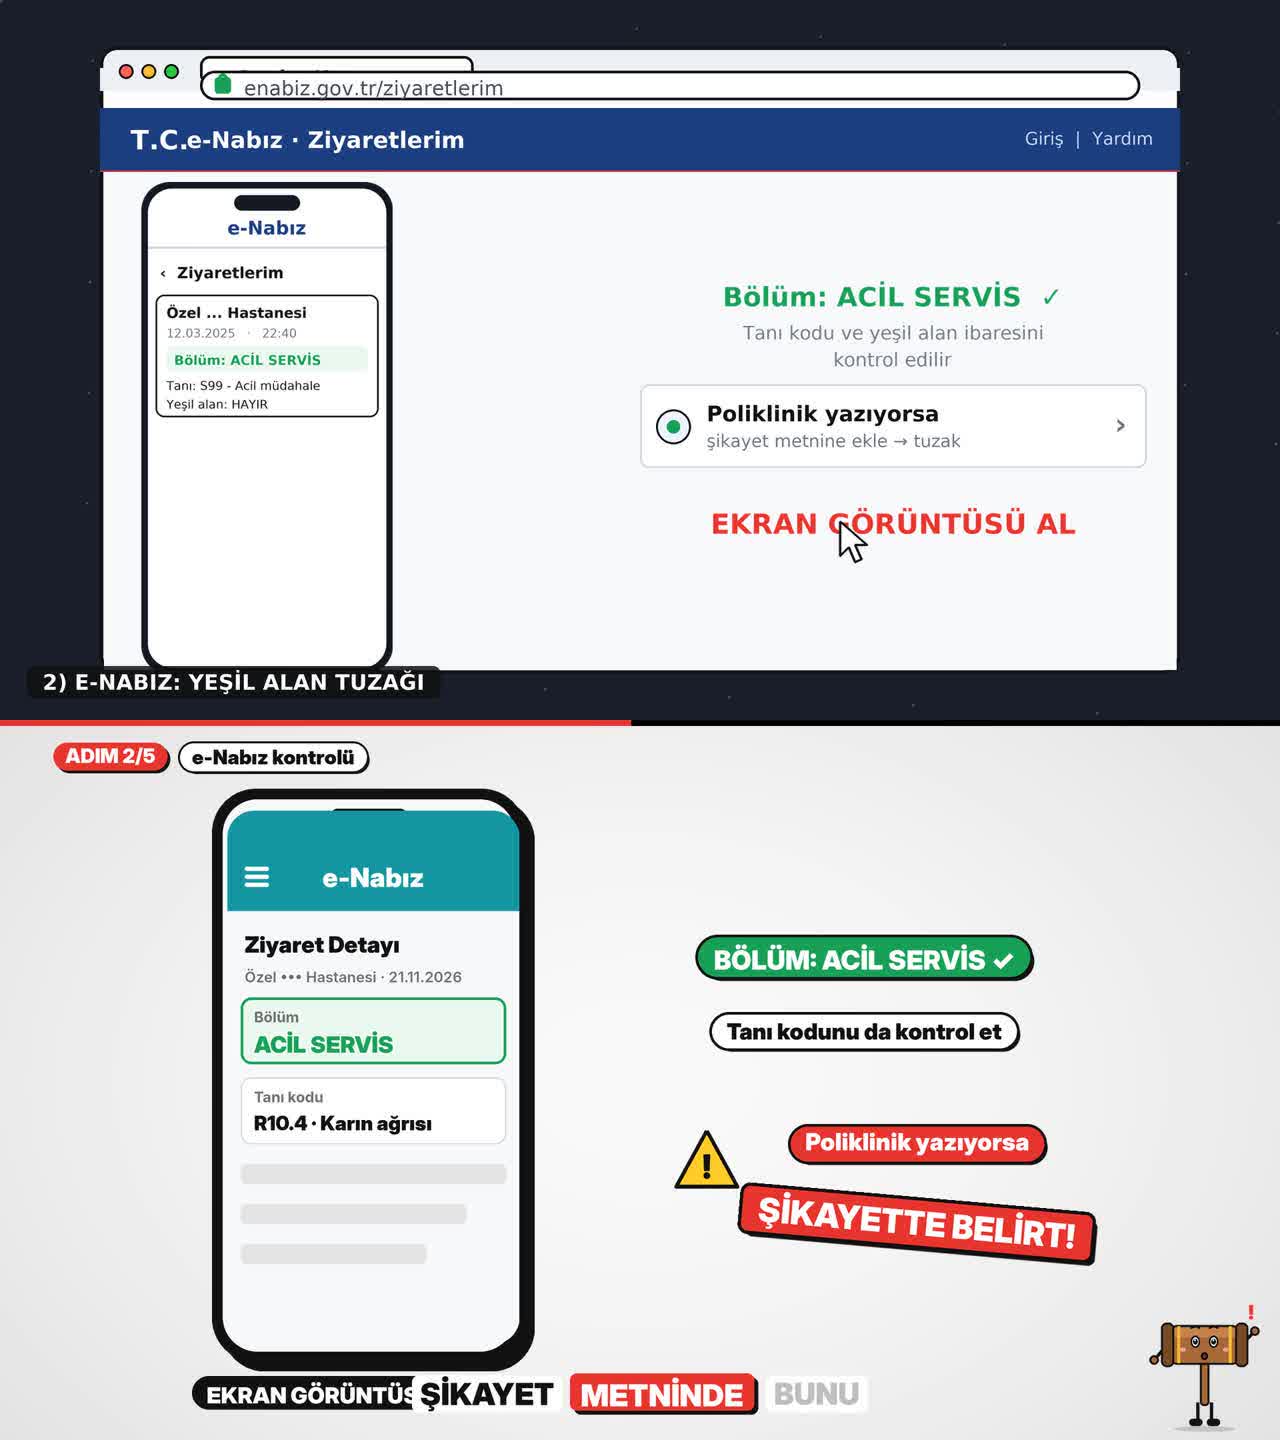 enabiz.gov.tr/ziyaretlerim
T.C.e-Nabız · Ziyaretlerim
Giriş | Yardım
e-Nabız
‹ Ziyaretlerim
Özel ... Hastanesi
12.03.2025 · 22:40
Bölüm: ACİL SERVİS
Tanı: S99 - Acil müdahale
Yeşil alan: HAYIR
Bölüm: ACİL SERVİS ✓
Tanı kodu ve yeşil alan ibaresini
kontrol edilir
Poliklinik yazıyorsa
şikayet metnine ekle → tuzak
EKRAN GÖRÜNTÜSÜ AL
2) E-NABIZ: YEŞİL ALAN TUZAĞI
ADIM 2/5
e-Nabız kontrolü
e-Nabız
Ziyaret Detayı
Özel ••• Hastanesi · 21.11.2026
Bölüm
ACİL SERVİS
Tanı kodu
R10.4 · Karın ağrısı
BÖLÜM: ACİL SERVİS ✓
Tanı kodunu da kontrol et
Poliklinik yazıyorsa
ŞİKAYETTE BELİRT!
EKRAN GÖRÜNTÜS
ŞİKAYET METNİNDE BUNU